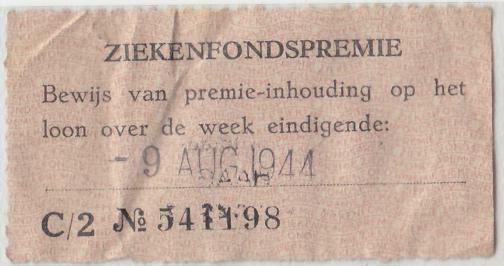 ZIEKENFONDSPREMIE
Bewijs van premie-inhouding op het
loon over de week eindigende:
- 9 AUG. 1944
C/2 № 541198